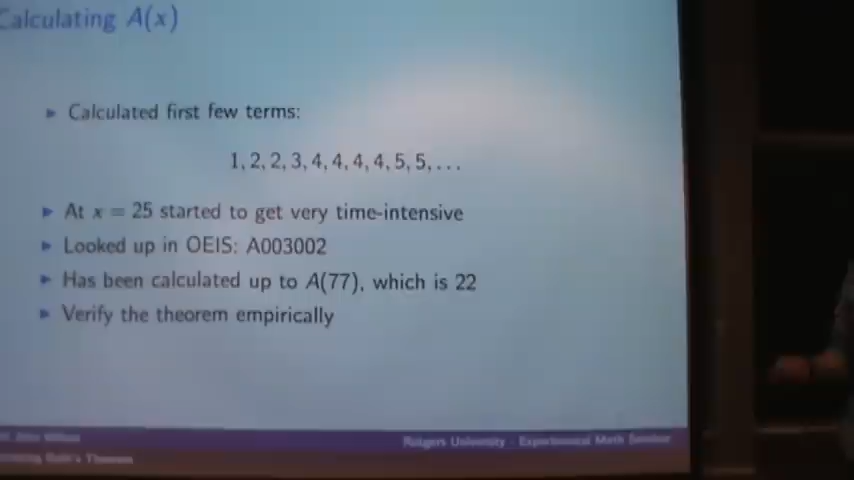 Calculating A(x)
► Calculated first few terms:
1, 2, 2, 3, 4, 4, 4, 4, 5, 5, . . .
► At x = 25 started to get very time-intensive
► Looked up in OEIS: A003002
► Has been calculated up to A(77), which is 22
► Verify the theorem empirically
Rutgers University - Experimental Math Seminar
Theorem